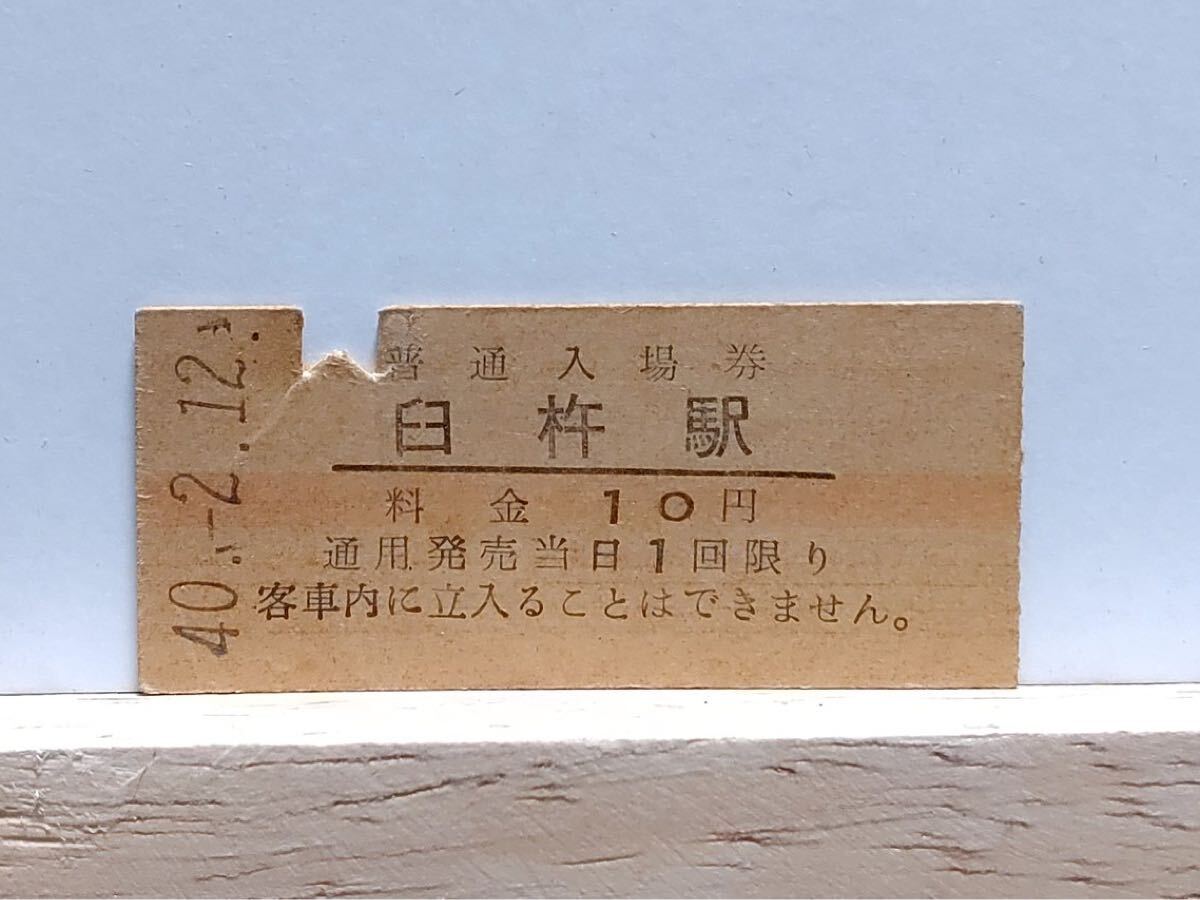 40.-2.12
普通入場券
臼杵駅
料金 10円
通用発売当日1回限り
客車内に立入ることはできません。